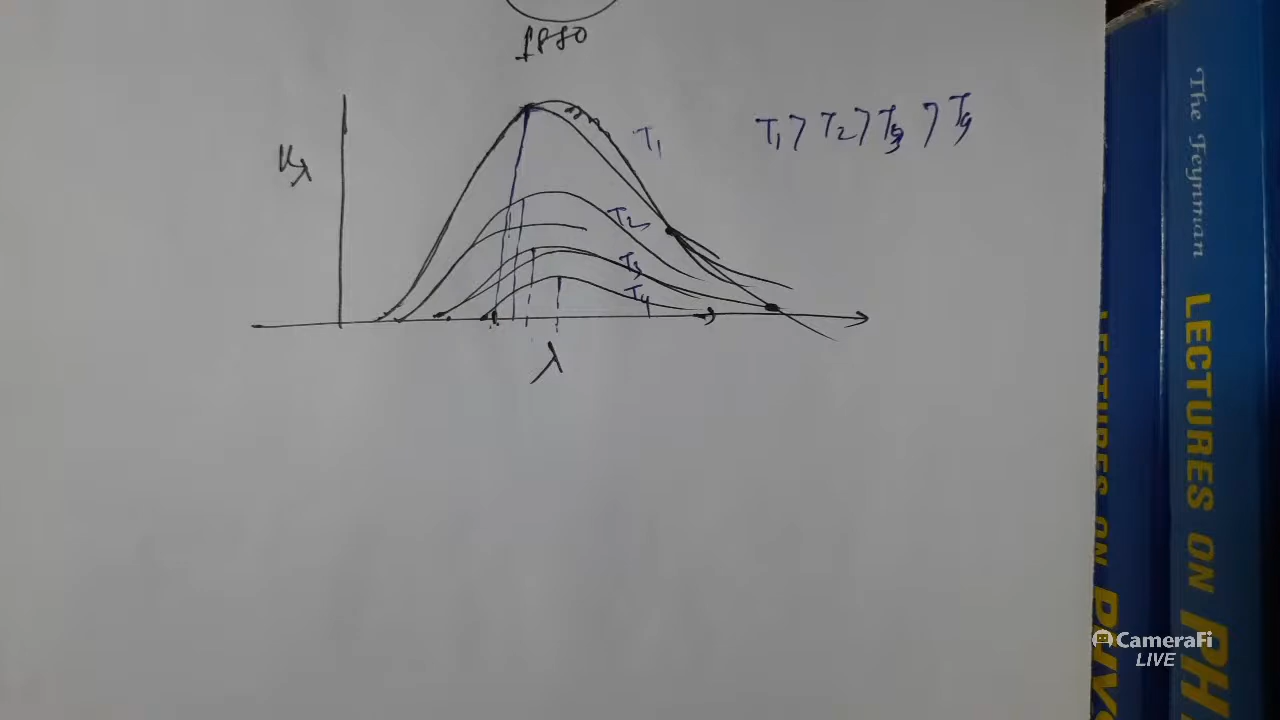 1880
T₁
T₁ > T₂ > T₃ > T₄
u_λ
T₂
T₃
T₄
λ
The Feynman
LECTURES ON PH
LECTURES ON PHYS
CameraFi
LIVE